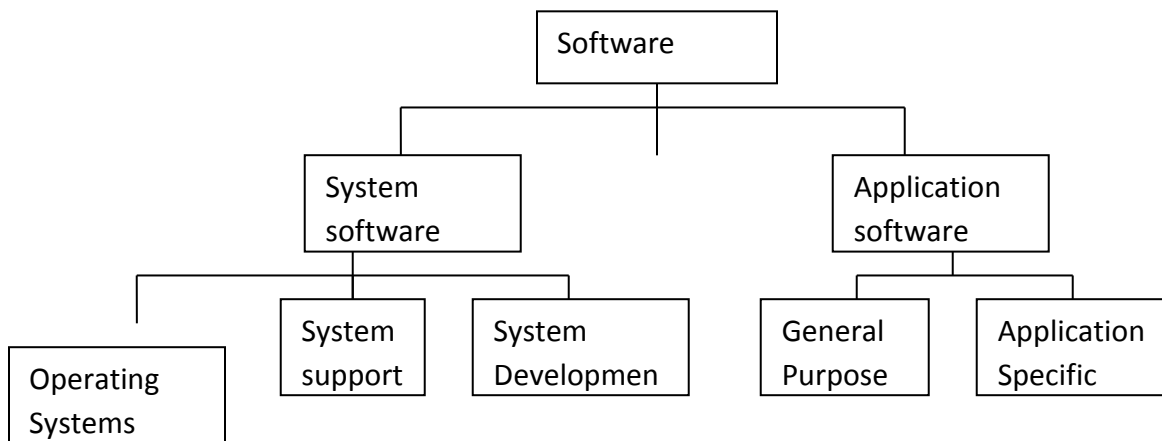 Software
System
software
Application
software
Operating
Systems
System
support
System
Developmen
General
Purpose
Application
Specific